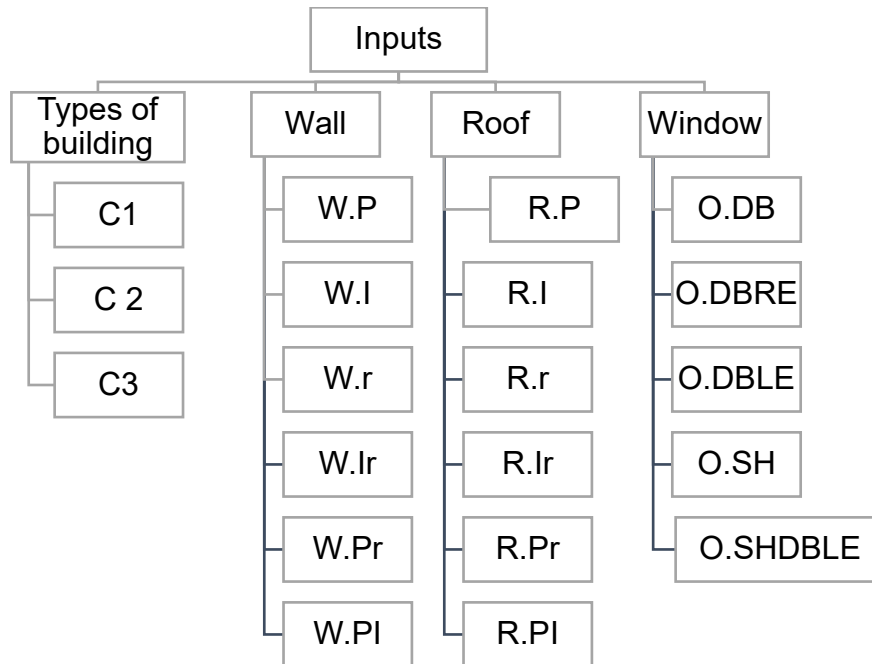 Inputs
Types of
building
C1
C 2
C3
Wall
W.P
W.I
W.r
W.Ir
W.Pr
W.PI
Roof
R.P
R.I
R.r
R.Ir
R.Pr
R.PI
Window
O.DB
O.DBRE
O.DBLE
O.SH
O.SHDBLE